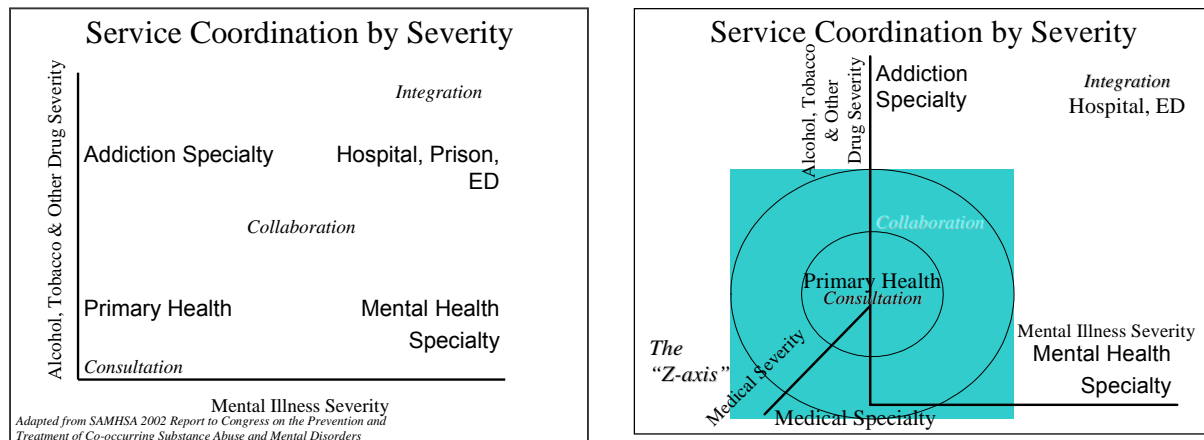 Service Coordination by Severity
Alcohol, Tobacco & Other Drug Severity
Integration
Addiction Specialty
Hospital, Prison,
ED
Collaboration
Primary Health
Mental Health
Specialty
Consultation
Mental Illness Severity
Adapted from SAMHSA 2002 Report to Congress on the Prevention and
Treatment of Co-occurring Substance Abuse and Mental Disorders
Service Coordination by Severity
Alcohol, Tobacco
& Other
Drug Severity
Addiction
Specialty
Integration
Hospital, ED
Collaboration
Primary Health
Consultation
The
"Z-axis"
Medical Severity
Mental Illness Severity
Mental Health
Specialty
Medical Specialty